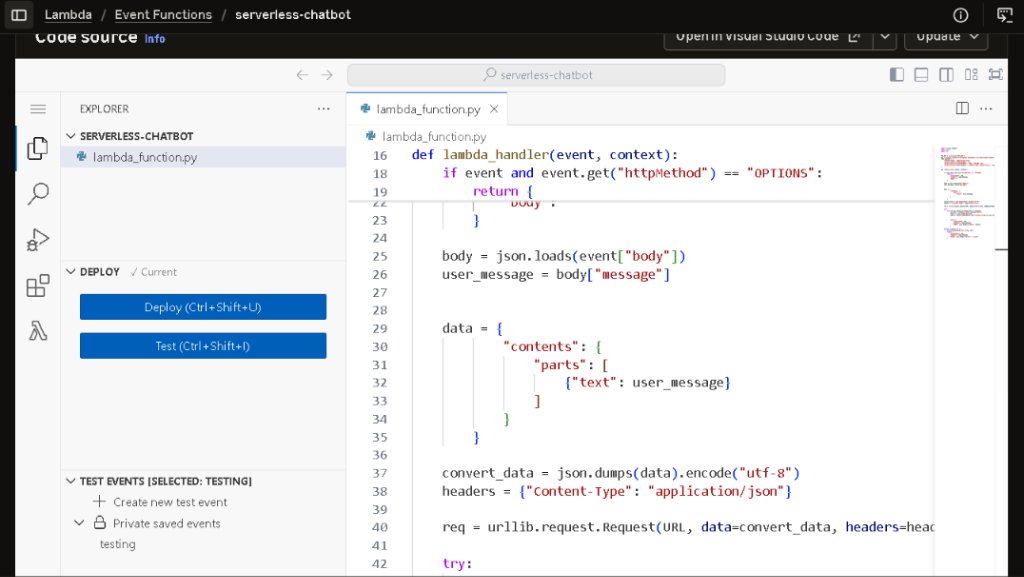 Lambda / Event Functions / serverless-chatbot
Code source Info
Open in Visual Studio Code
Update
serverless-chatbot
EXPLORER
SERVERLESS-CHATBOT
lambda_function.py
DEPLOY ✓ Current
Deploy (Ctrl+Shift+U)
Test (Ctrl+Shift+I)
TEST EVENTS [SELECTED: TESTING]
Create new test event
Private saved events
testing
lambda_function.py
lambda_function.py
16 def lambda_handler(event, context):
18 if event and event.get("httpMethod") == "OPTIONS":
19 return {
22 "body":
23 }
24
25 body = json.loads(event["body"])
26 user_message = body["message"]
27
28
29 data = {
30 "contents": {
31 "parts": [
32 {"text": user_message}
33 ]
34 }
35 }
36
37 convert_data = json.dumps(data).encode("utf-8")
38 headers = {"Content-Type": "application/json"}
39
40 req = urllib.request.Request(URL, data=convert_data, headers=head
41
42 try: